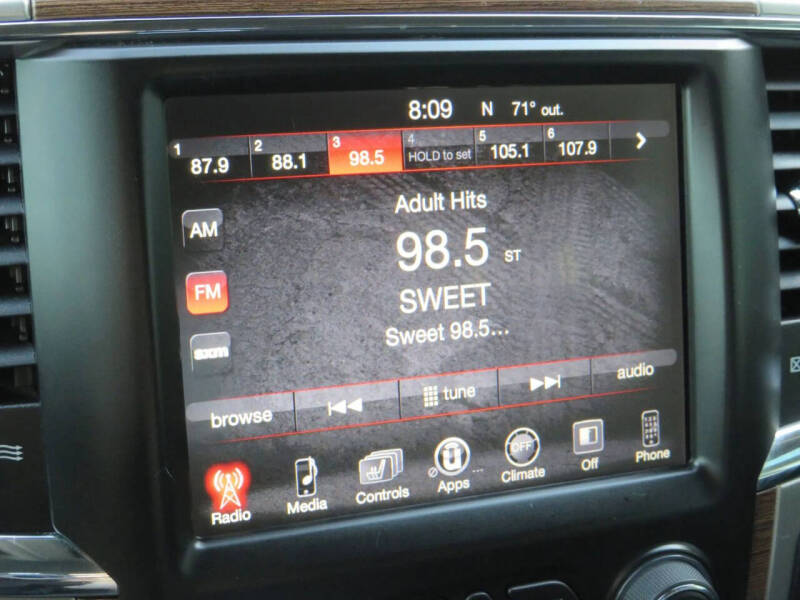 8:09 N 71° out.
1 87.9 2 88.1 3 98.5 4 HOLD to set 5 105.1 6 107.9
Adult Hits
AM
98.5 ST
FM
SWEET
Sweet 98.5...
sxm
browse tune audio
Radio Media Controls Apps ... OFF Climate Off Phone